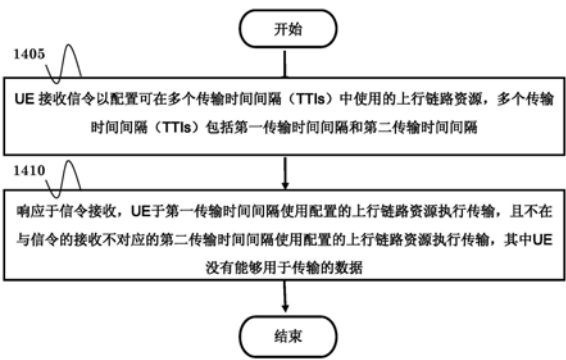 开始
1405
UE 接收信令以配置可在多个传输时间间隔（TTIs）中使用的上行链路资源，多个传输
时间间隔（TTIs）包括第一传输时间间隔和第二传输时间间隔
1410
响应于信令接收，UE于第一传输时间间隔使用配置的上行链路资源执行传输，且不在
与信令的接收不对应的第二传输时间间隔使用配置的上行链路资源执行传输，其中UE
没有能够用于传输的数据
结束